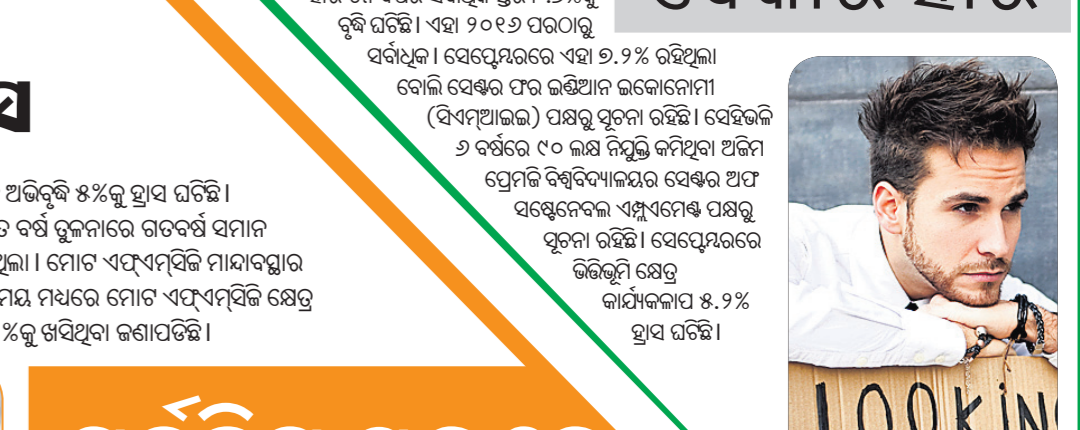 ବୃଦ୍ଧି ଘଟିଛି। ଏହା ୨୦୧୬ ପରଠାରୁ
ସର୍ବାଧିକ। ସେପ୍ଟେମ୍ବରରେ ଏହା ୭.୨% ରହିଥିଲା
ବୋଲି ସେଣ୍ଟର ଫର ଇଣ୍ଡିଆନ ଇକୋନୋମୀ
(ସିଏମ୍ଆଇଇ) ପକ୍ଷରୁ ସୂଚନା ରହିଛି। ସେହିଭଳି
୬ ବର୍ଷରେ ୯୦ ଲକ୍ଷ ନିଯୁକ୍ତି କମିଥିବା ଅଜିମ
ପ୍ରେମଜି ବିଶ୍ୱବିଦ୍ୟାଳୟର ସେଣ୍ଟର ଅଫ
ସଷ୍ଟେନେବଲ ଏମ୍ପ୍ଲଏମେଣ୍ଟ ପକ୍ଷରୁ
ସୂଚନା ରହିଛି। ସେପ୍ଟେମ୍ବରରେ
ଭିତ୍ତିଭୂମି କ୍ଷେତ୍ର
କାର୍ଯ୍ୟକଳାପ ୫.୨%
ହ୍ରାସ ଘଟିଛି।
ଅଭିବୃଦ୍ଧି ୫%କୁ ହ୍ରାସ ଘଟିଛି।
ବର୍ଷ ତୁଳନାରେ ଗତବର୍ଷ ସମାନ
ମୋଟ ଏଫ୍ଏମ୍ସିଜି ମାନ୍ଦାବସ୍ଥାର
ମଧ୍ୟରେ ମୋଟ ଏଫ୍ଏମ୍ସିଜି କ୍ଷେତ୍ର
%କୁ ଖସିଥିବା ଜଣାପଡିଛି।
LOOKING